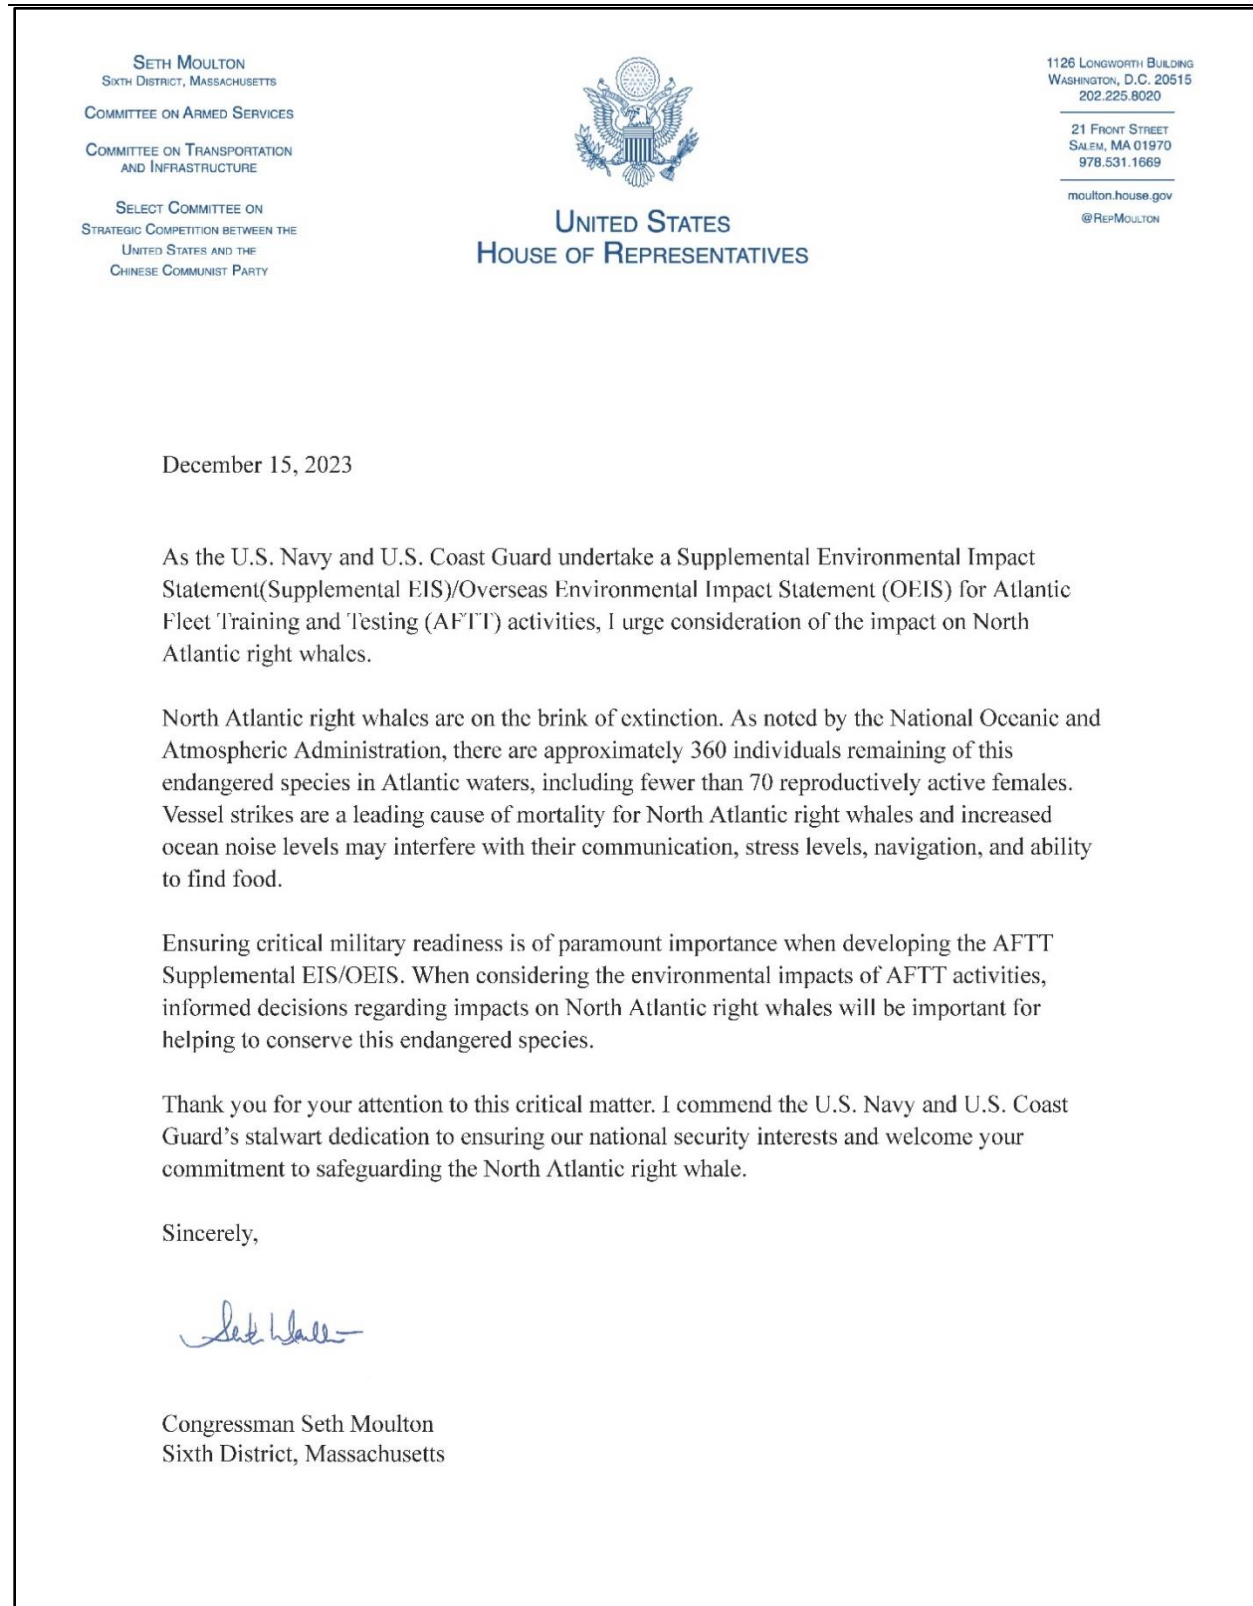 SETH MOULTON
SIXTH DISTRICT, MASSACHUSETTS
COMMITTEE ON ARMED SERVICES
COMMITTEE ON TRANSPORTATION
AND INFRASTRUCTURE
SELECT COMMITTEE ON
STRATEGIC COMPETITION BETWEEN THE
UNITED STATES AND THE
CHINESE COMMUNIST PARTY
UNITED STATES
HOUSE OF REPRESENTATIVES
1126 LONGWORTH BUILDING
WASHINGTON, D.C. 20515
202.225.8020
21 FRONT STREET
SALEM, MA 01970
978.531.1669
moulton.house.gov
@REPMOULTON
December 15, 2023
As the U.S. Navy and U.S. Coast Guard undertake a Supplemental Environmental Impact
Statement(Supplemental EIS)/Overseas Environmental Impact Statement (OEIS) for Atlantic
Fleet Training and Testing (AFTT) activities, I urge consideration of the impact on North
Atlantic right whales.
North Atlantic right whales are on the brink of extinction. As noted by the National Oceanic and
Atmospheric Administration, there are approximately 360 individuals remaining of this
endangered species in Atlantic waters, including fewer than 70 reproductively active females.
Vessel strikes are a leading cause of mortality for North Atlantic right whales and increased
ocean noise levels may interfere with their communication, stress levels, navigation, and ability
to find food.
Ensuring critical military readiness is of paramount importance when developing the AFTT
Supplemental EIS/OEIS. When considering the environmental impacts of AFTT activities,
informed decisions regarding impacts on North Atlantic right whales will be important for
helping to conserve this endangered species.
Thank you for your attention to this critical matter. I commend the U.S. Navy and U.S. Coast
Guard’s stalwart dedication to ensuring our national security interests and welcome your
commitment to safeguarding the North Atlantic right whale.
Sincerely,
Congressman Seth Moulton
Sixth District, Massachusetts